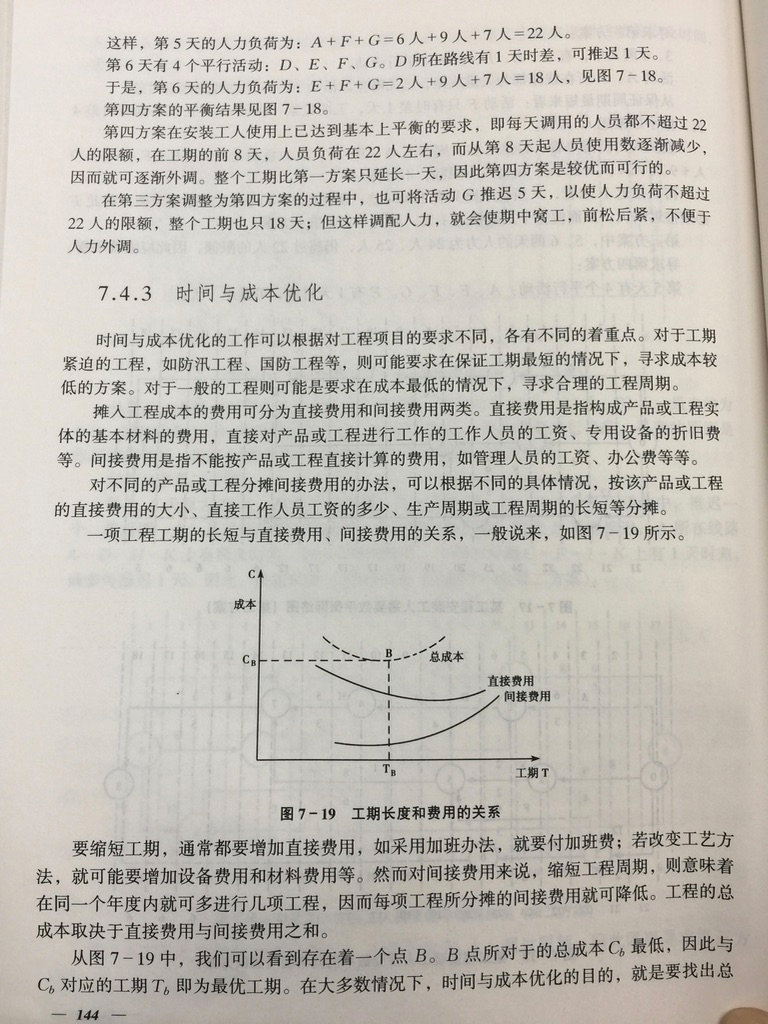 这样，第5天的人力负荷为：A+F+G=6人+9人+7人=22人。
第6天有4个平行活动：D、E、F、G。D所在路线有1天时差，可推迟1天。
于是，第6天的人力负荷为：E+F+G=2人+9人+7人=18人，见图7-18。
第四方案的平衡结果见图7-18。
第四方案在安装工人使用上已达到基本上平衡的要求，即每天调用的人员都不超过22
人的限额，在工期的前8天，人员负荷在22人左右，而从第8天起人员使用数逐渐减少，
因而就可逐渐外调。整个工期比第一方案只延长一天，因此第四方案是较优而可行的。
在第三方案调整为第四方案的过程中，也可将活动G推迟5天，以使人力负荷不超过
22人的限额，整个工期也只18天；但这样调配人力，就会使期中窝工，前松后紧，不便于
人力外调。
7.4.3 时间与成本优化
时间与成本优化的工作可以根据对工程项目的要求不同，各有不同的着重点。对于工期
紧迫的工程，如防汛工程、国防工程等，则可能要求在保证工期最短的情况下，寻求成本较
低的方案。对于一般的工程则可能是要求在成本最低的情况下，寻求合理的工程周期。
摊入工程成本的费用可分为直接费用和间接费用两类。直接费用是指构成产品或工程实
体的基本材料的费用，直接对产品或工程进行工作的工作人员的工资、专用设备的折旧费
等。间接费用是指不能按产品或工程直接计算的费用，如管理人员的工资、办公费等等。
对不同的产品或工程分摊间接费用的办法，可以根据不同的具体情况，按该产品或工程
的直接费用的大小、直接工作人员工资的多少、生产周期或工程周期的长短等分摊。
一项工程工期的长短与直接费用、间接费用的关系，一般说来，如图7-19所示。
C
成本
C_B
B
总成本
直接费用
间接费用
T_B
工期T
图7-19 工期长度和费用的关系
要缩短工期，通常都要增加直接费用，如采用加班办法，就要付加班费；若改变工艺方
法，就可能要增加设备费用和材料费用等。然而对间接费用来说，缩短工程周期，则意味着
在同一个年度内就可多进行几项工程，因而每项工程所分摊的间接费用就可降低。工程的总
成本取决于直接费用与间接费用之和。
从图7-19中，我们可以看到存在着一个点B。B点所对于的总成本C_b最低，因此与
C_b对应的工期T_b即为最优工期。在大多数情况下，时间与成本优化的目的，就是要找出总
— 144 —